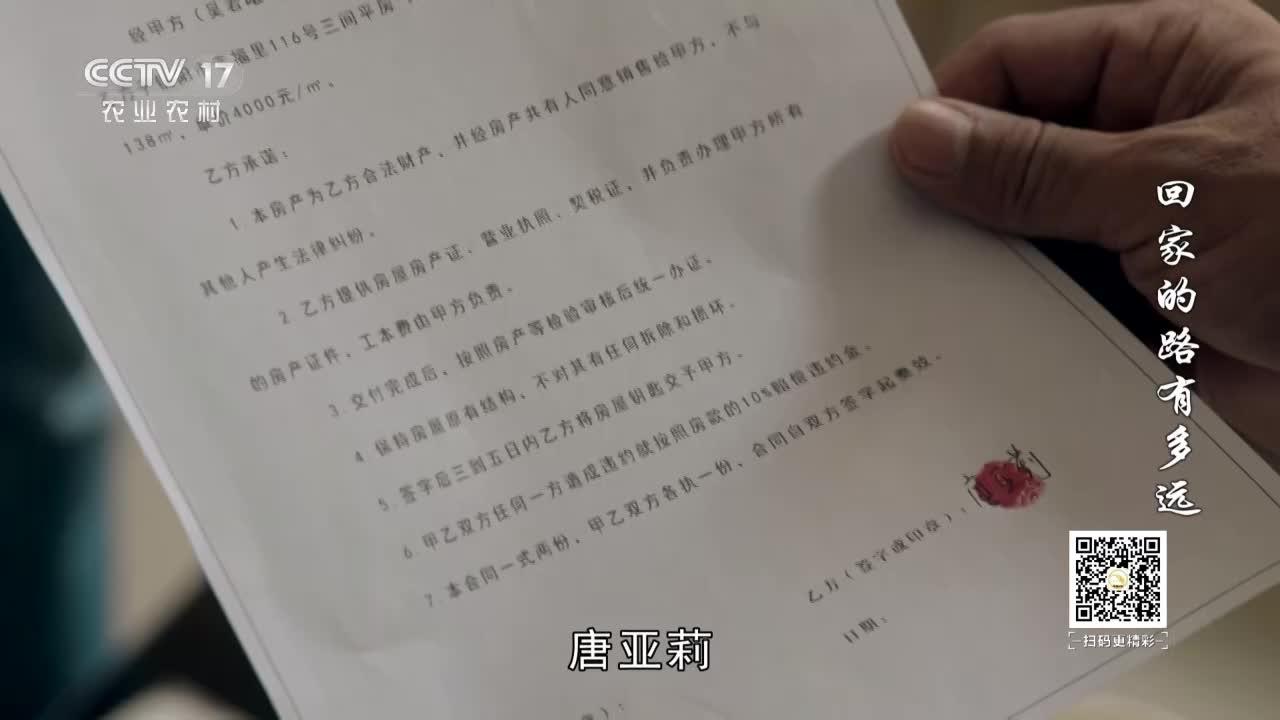 CCTV 17
农业农村
经甲方（吴君
福里116号三间平房
138㎡，单价4000元/㎡，
乙方承诺：
1. 本房产为乙方合法财产，并经房产共有人同意销售给甲方，不与
其他人产生法律纠纷。
2. 乙方提供房屋房产证、营业执照、契税证，并负责办理甲方所有
的房产证件，工本费由甲方负责。
3. 交付完成后，按照房产等检验审核后统一办证。
4. 保持房屋原有结构，不对其有任何拆除和损坏。
5. 签字后三到五日内乙方将房屋钥匙交予甲方。
6. 甲乙双方任何一方造成违约就按照房款的10%赔偿违约金。
7. 本合同一式两份，甲乙双方各执一份，合同自双方签字起奏效。
乙方（签字或印章）：
日期：
章）：
回家的路有多远
扫码更精彩
唐亚莉